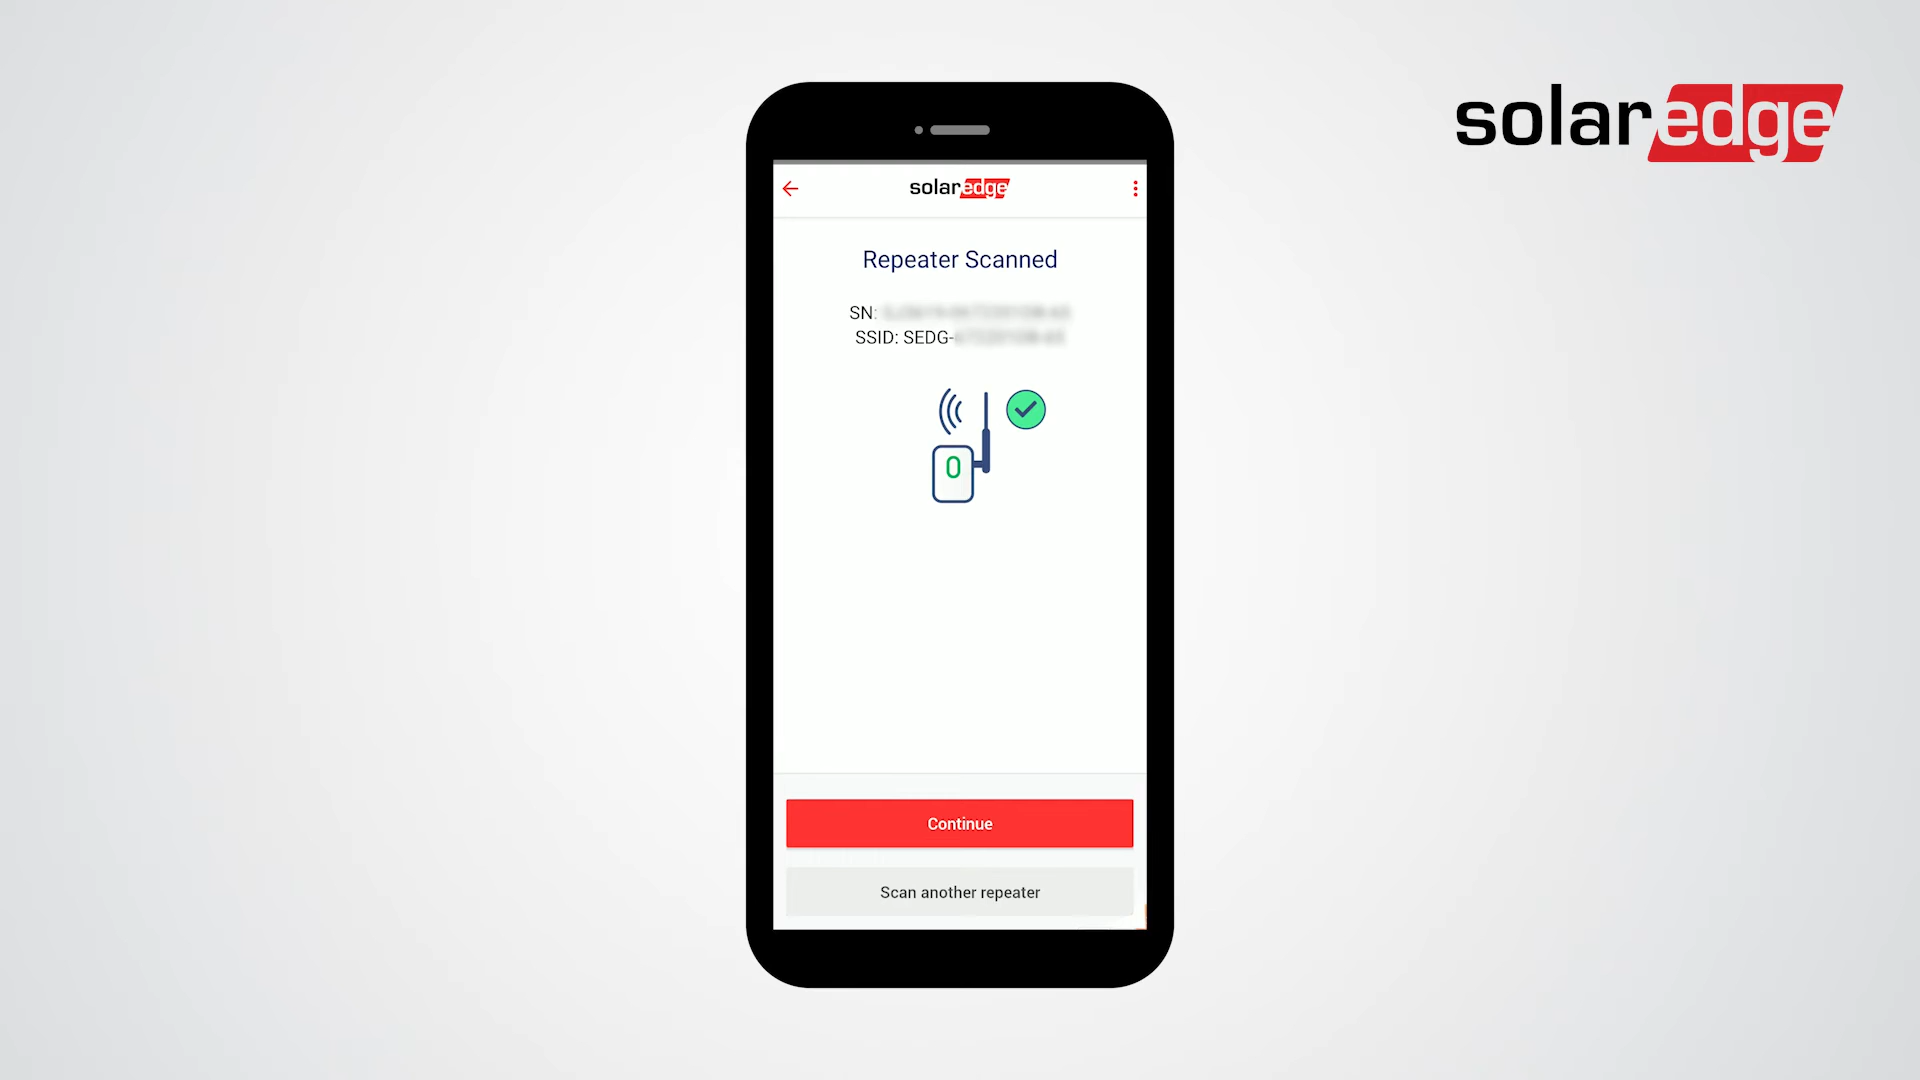 solaredge
solaredge
Repeater Scanned
SN:
SSID: SEDG-
0
Continue
Scan another repeater